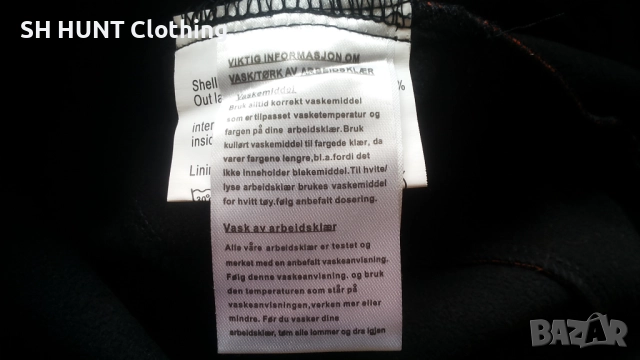 SH HUNT Clothing
VIKTIG INFORMASJON OM
VASK/TØRK AV ARBEIDSKLÆR
Shell
Out la
%
Vaskemiddel
Bruk alltid korrekt vaskemiddel
som er tilpasset vasketemperatur og
fargen på dine arbeidsklær.Bruk
kulørt vaskemiddel til fargede klær, da
varer fargene lengre,bl.a.fordi det
ikke inneholder blekemiddel.Til hvite/
lyse arbeidsklær brukes vaskemiddel
for hvitt tøy.følg anbefalt dosering.
inter
insid
Linin
30°
Vask av arbeidsklær
Alle våre arbeidsklær er testet og
merket med en anbefalt vaskeanvisning.
Følg denne vaskeanvisning. og bruk
den temperaturen som står på
vaskeanvisningen,verken mer eller
mindre. Før du vasker dine
arbeidsklær, tøm alle lommer og dre igjen
BAZAR